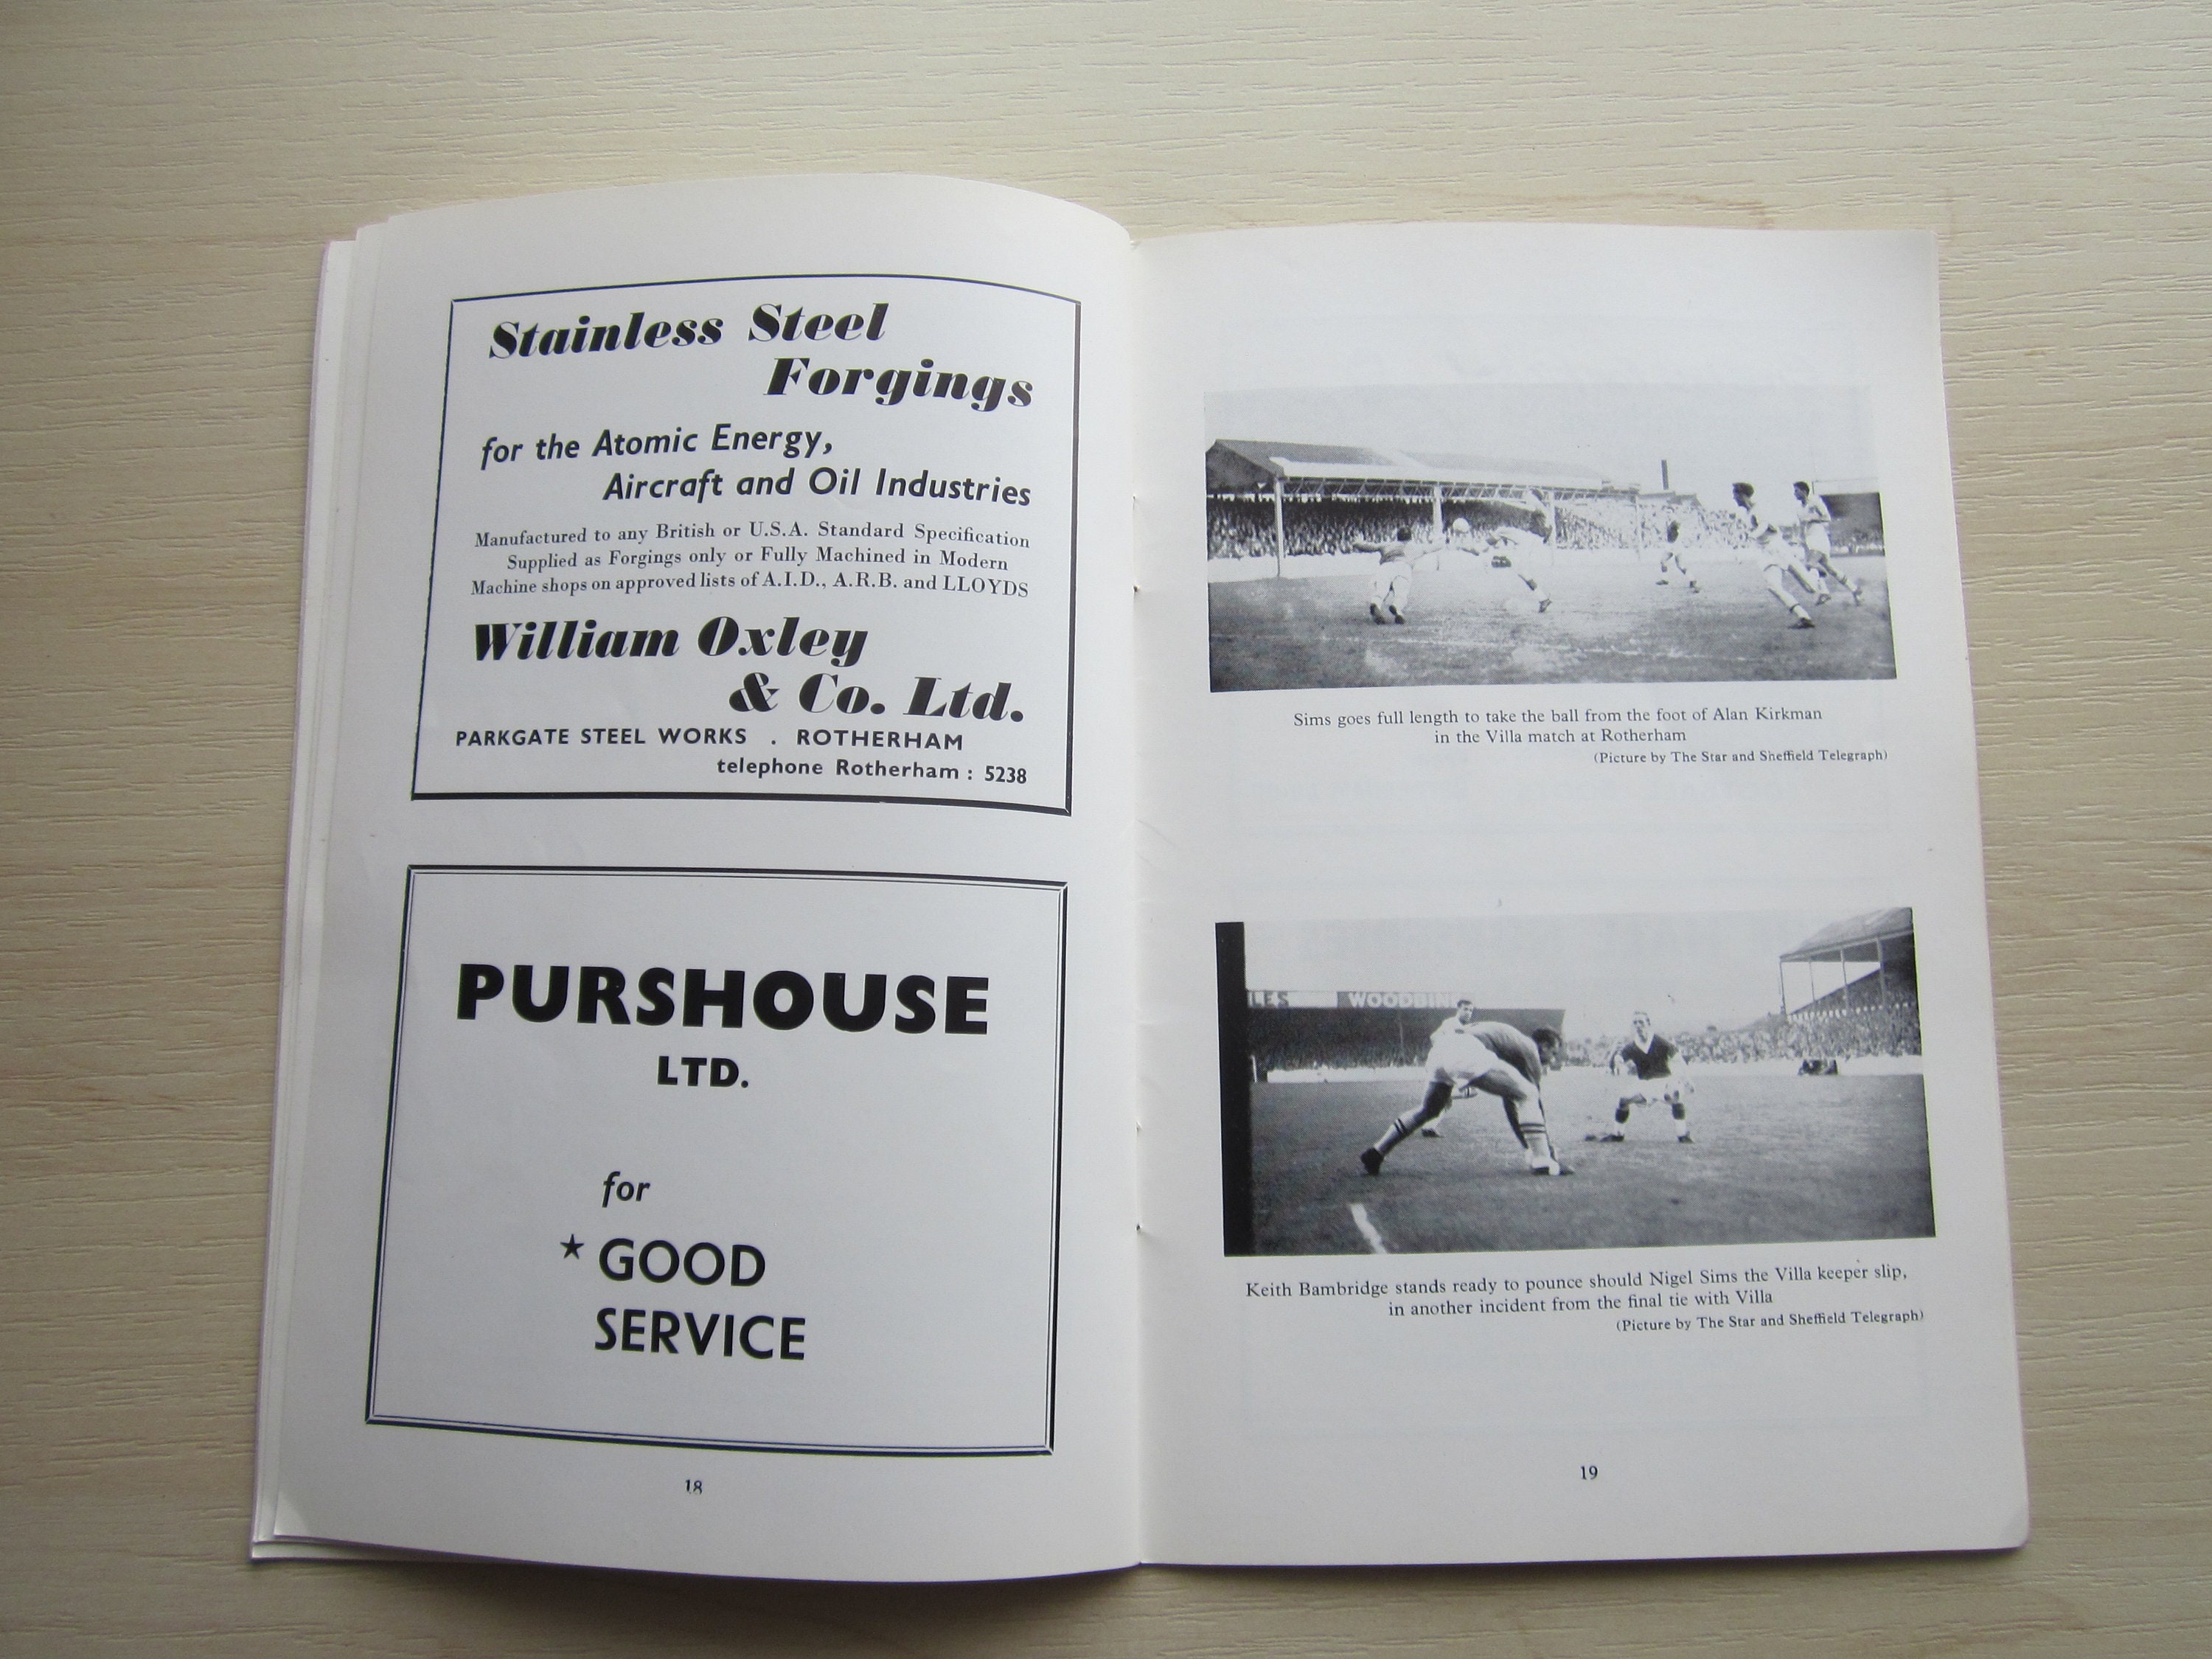 Stainless Steel
Forgings
for the Atomic Energy,
Aircraft and Oil Industries
Manufactured to any British or U.S.A. Standard Specification
Supplied as Forgings only or Fully Machined in Modern
Machine shops on approved lists of A.I.D., A.R.B. and LLOYDS
William Oxley
& Co. Ltd.
PARKGATE STEEL WORKS . ROTHERHAM
telephone Rotherham : 5238
PURSHOUSE
LTD.
for
★ GOOD
SERVICE
18
Sims goes full length to take the ball from the foot of Alan Kirkman
in the Villa match at Rotherham
(Picture by The Star and Sheffield Telegraph)
LES WOODBINE
Keith Bambridge stands ready to pounce should Nigel Sims the Villa keeper slip,
in another incident from the final tie with Villa
(Picture by The Star and Sheffield Telegraph)
19